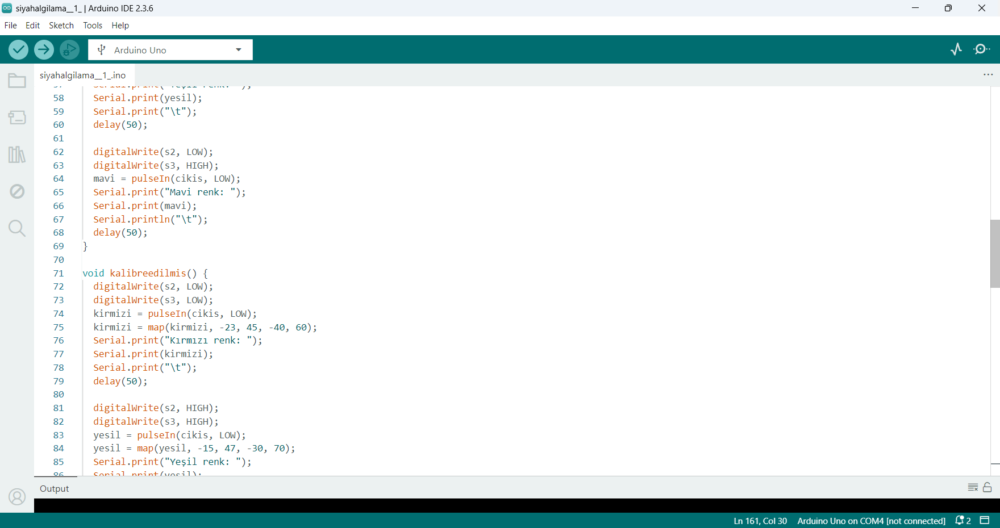 siyahalgilama__1_ | Arduino IDE 2.3.6
File Edit Sketch Tools Help
Arduino Uno
siyahalgilama__1_.ino
57 Serial.print("Yeşil renk: ");
58 Serial.print(yesil);
59 Serial.print("\t");
60 delay(50);
61
62 digitalWrite(s2, LOW);
63 digitalWrite(s3, HIGH);
64 mavi = pulseIn(cikis, LOW);
65 Serial.print("Mavi renk: ");
66 Serial.print(mavi);
67 Serial.println("\t");
68 delay(50);
69 }
70
71 void kalibreedilmis() {
72 digitalWrite(s2, LOW);
73 digitalWrite(s3, LOW);
74 kirmizi = pulseIn(cikis, LOW);
75 kirmizi = map(kirmizi, -23, 45, -40, 60);
76 Serial.print("Kırmızı renk: ");
77 Serial.print(kirmizi);
78 Serial.print("\t");
79 delay(50);
80
81 digitalWrite(s2, HIGH);
82 digitalWrite(s3, HIGH);
83 yesil = pulseIn(cikis, LOW);
84 yesil = map(yesil, -15, 47, -30, 70);
85 Serial.print("Yeşil renk: ");
86 Serial.print(yesil);
Output
Ln 161, Col 30 Arduino Uno on COM4 [not connected] 2